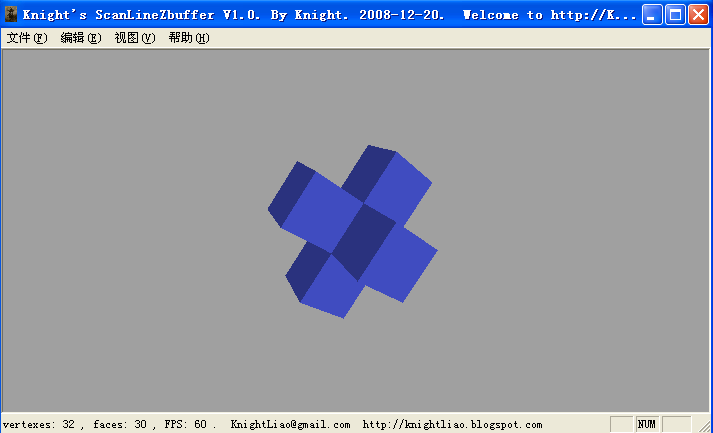 Knight's ScanLineZbuffer V1.0. By Knight. 2008-12-20.  Welcome to http://K...
文件(F) 编辑(E) 视图(V) 帮助(H)
vertexes: 32 , faces: 30 , FPS: 60 .  KnightLiao@gmail.com  http://knightliao.blogspot.com NUM